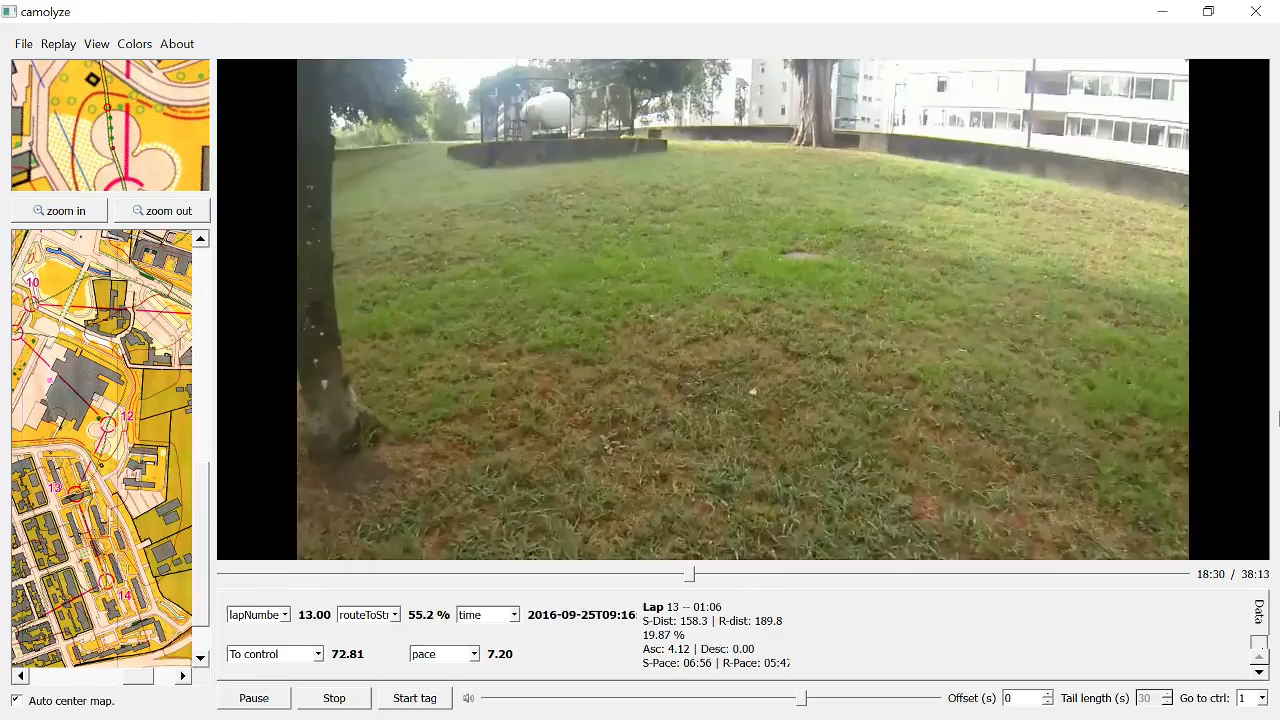 camolyze
File Replay View Colors About
zoom in zoom out
10
12
13
14
18:30 / 38:13
lapNumbe 13.00 routeToStr 55.2 % time 2016-09-25T09:16:
To control 72.81 pace 7.20
Lap 13 -- 01:06
S-Dist: 158.3 | R-dist: 189.8
19.87 %
Asc: 4.12 | Desc: 0.00
S-Pace: 06:56 | R-Pace: 05:47
Data
Auto center map.
Pause Stop Start tag Offset (s) 0 Tail length (s) 30 Go to ctrl: 1